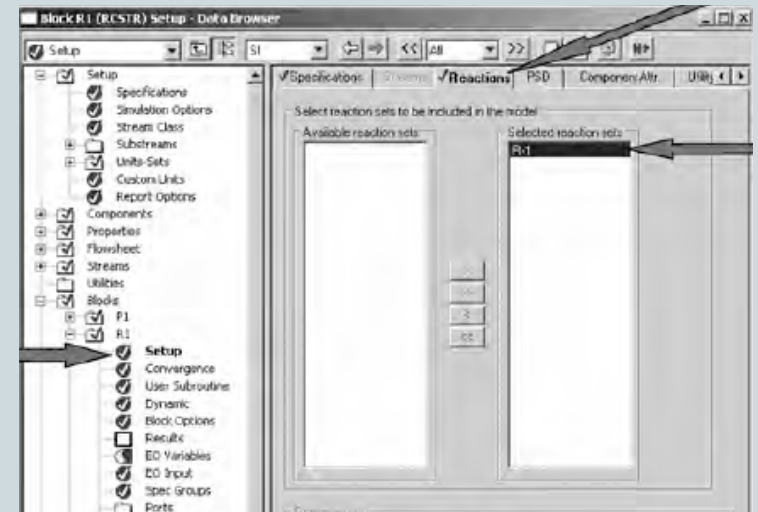 Block R1 (RCSTR) Setup - Data Browser
Setup
SI
All
>>
<<
N>
Setup
Specifications
Simulation Options
Stream Class
Substreams
Units-Sets
Custom Units
Report Options
Components
Properties
Flowsheet
Streams
Utilities
Blocks
P1
R1
Setup
Convergence
User Subroutine
Dynamic
Block Options
Results
EO Variables
EO Input
Spec Groups
Ports
Specifications
Streams
Reactions
PSD
Component Attr.
Utility
Select reaction sets to be included in the model
Available reaction sets
Selected reaction sets
R-1
>
>>
<
<<